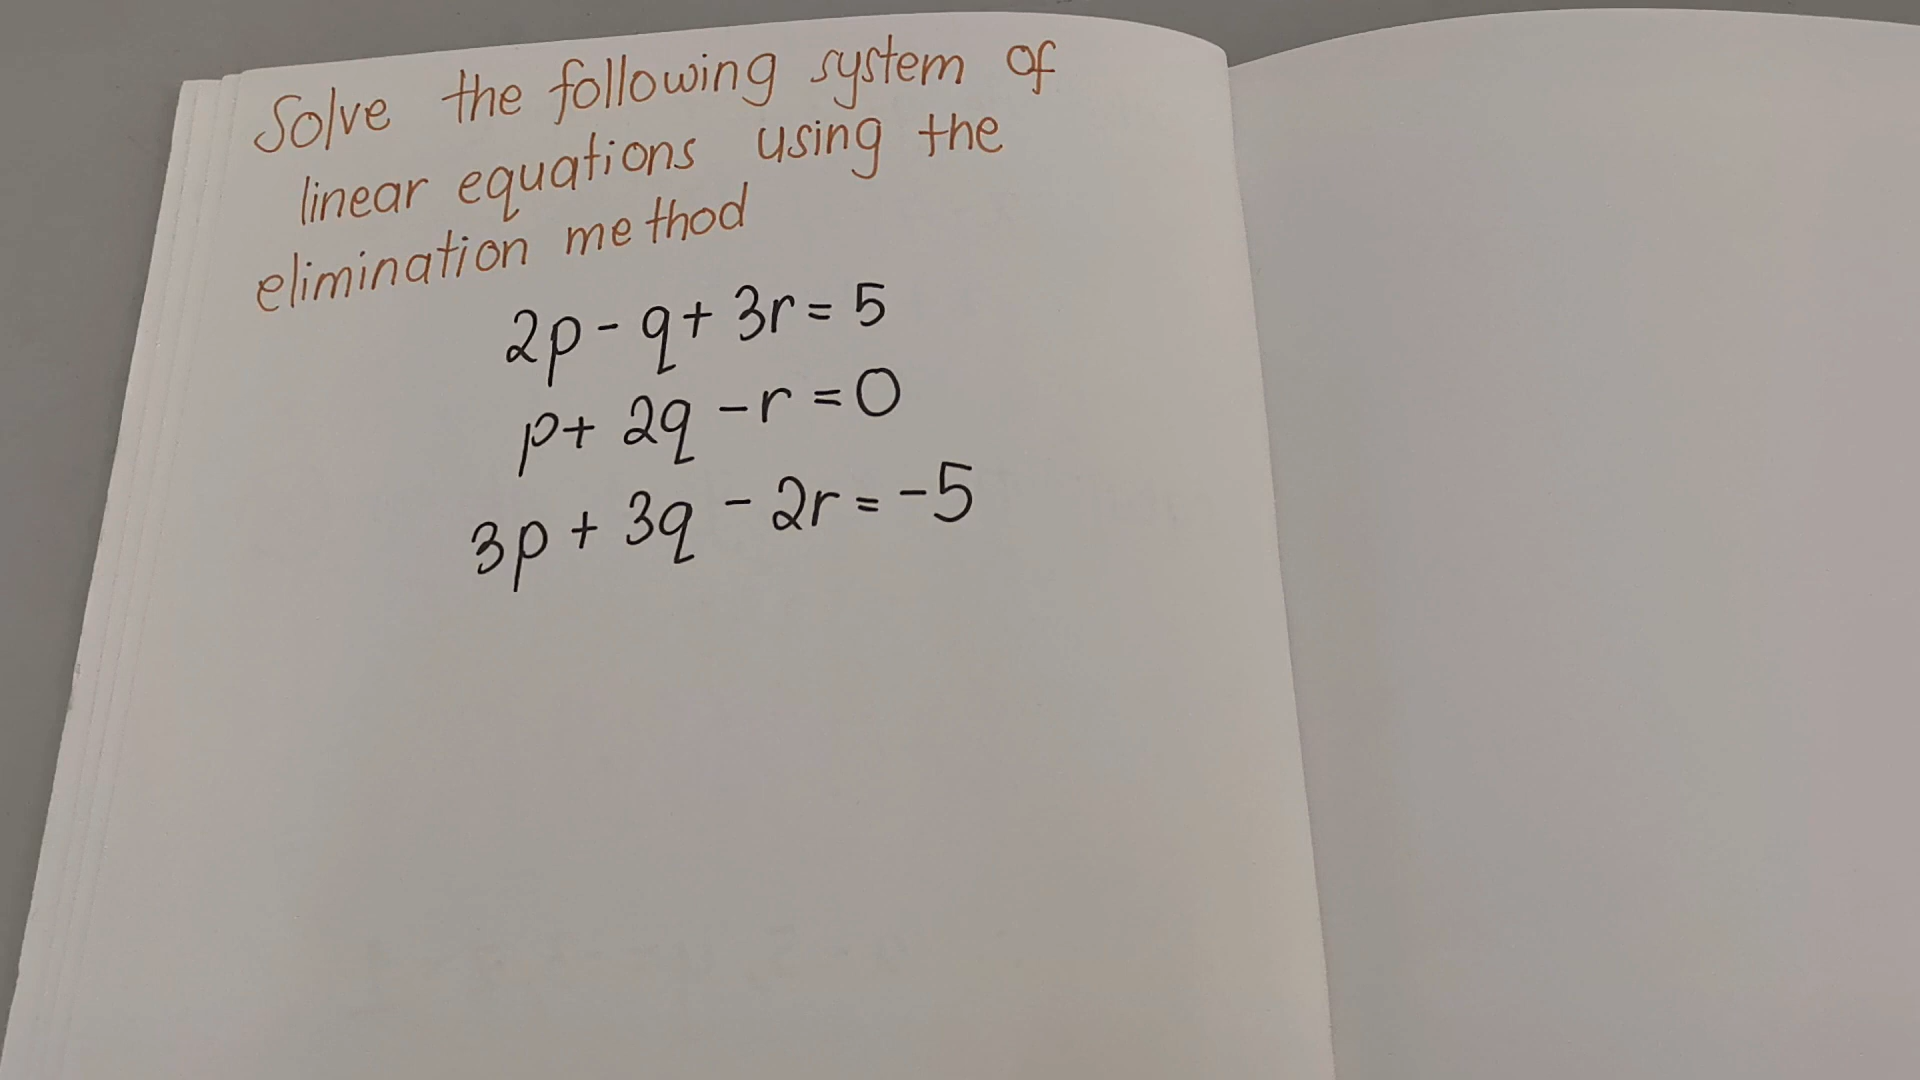 Solve the following system of
linear equations using the
elimination method
2p - q + 3r = 5
p + 2q - r = 0
3p + 3q - 2r = -5